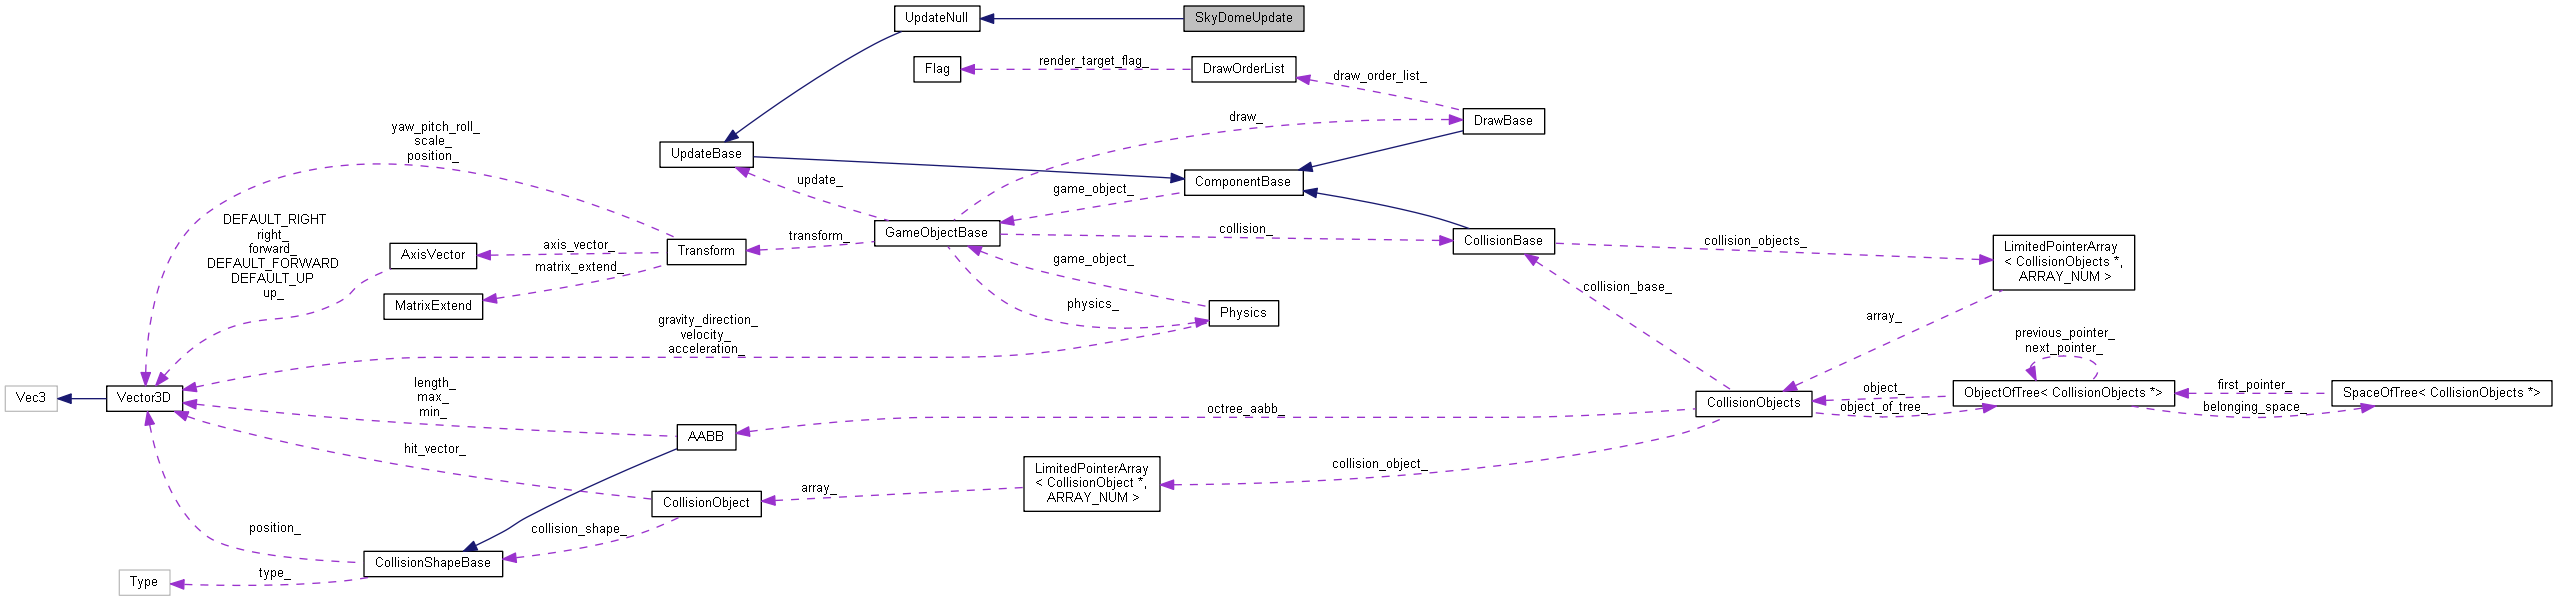 UpdateNull
SkyDomeUpdate
Flag
render_target_flag_
DrawOrderList
draw_order_list_
yaw_pitch_roll_
scale_
position_
draw_
DrawBase
UpdateBase
update_
game_object_
ComponentBase
DEFAULT_RIGHT
right_
forward_
DEFAULT_FORWARD
DEFAULT_UP
up_
AxisVector
axis_vector_
matrix_extend_
MatrixExtend
Transform
transform_
GameObjectBase
collision_
CollisionBase
collision_objects_
LimitedPointerArray
< CollisionObjects *,
ARRAY_NUM >
game_object_
physics_
Physics
collision_base_
array_
gravity_direction_
velocity_
acceleration_
previous_pointer_
next_pointer_
Vec3
Vector3D
length_
max_
min_
octree_aabb_
CollisionObjects
object_
object_of_tree_
ObjectOfTree< CollisionObjects *>
first_pointer_
belonging_space_
SpaceOfTree< CollisionObjects *>
AABB
hit_vector_
collision_object_
LimitedPointerArray
< CollisionObject *,
ARRAY_NUM >
array_
CollisionObject
position_
collision_shape_
CollisionShapeBase
type_
Type